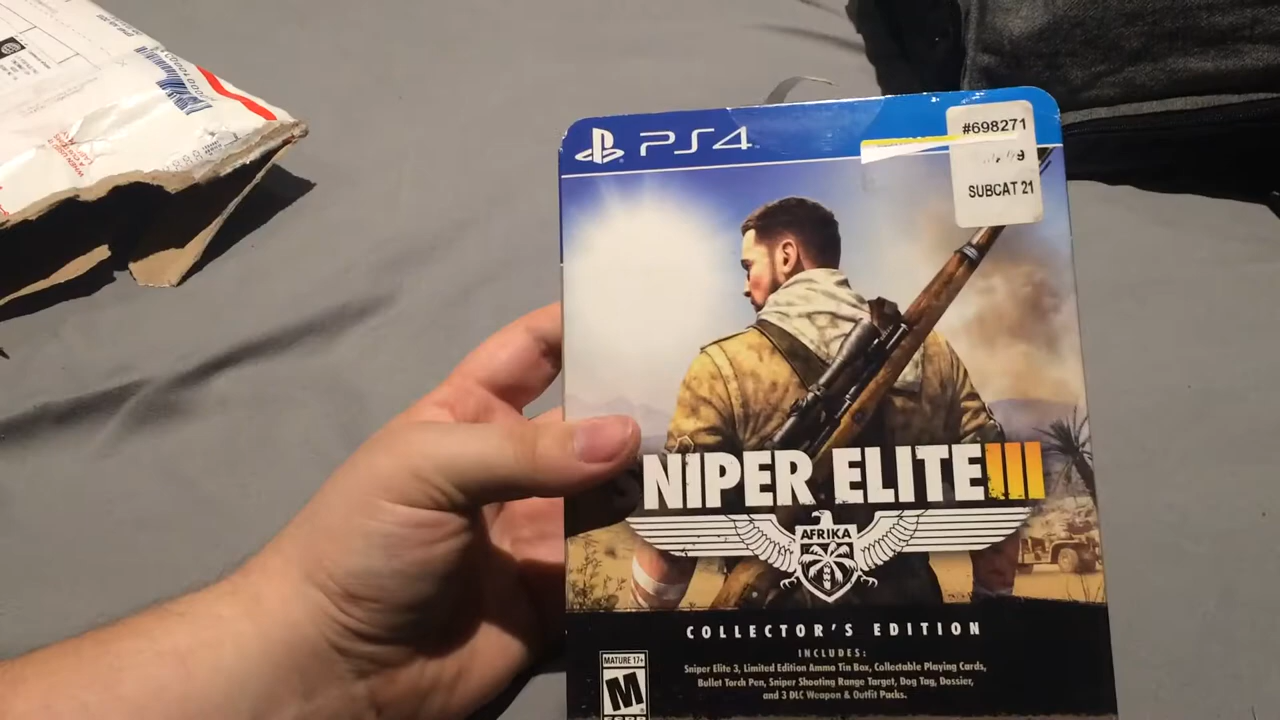 PS4
#698271
SUBCAT 21
NIPER ELITE III
AFRIKA
COLLECTOR'S EDITION
INCLUDES:
Sniper Elite 3, Limited Edition Ammo Tin Box, Collectable Playing Cards,
Bullet Torch Pen, Sniper Shooting Range Target, Dog Tag, Dossier,
and 3 DLC Weapon & Outfit Packs.
MATURE 17+
M
ESRB